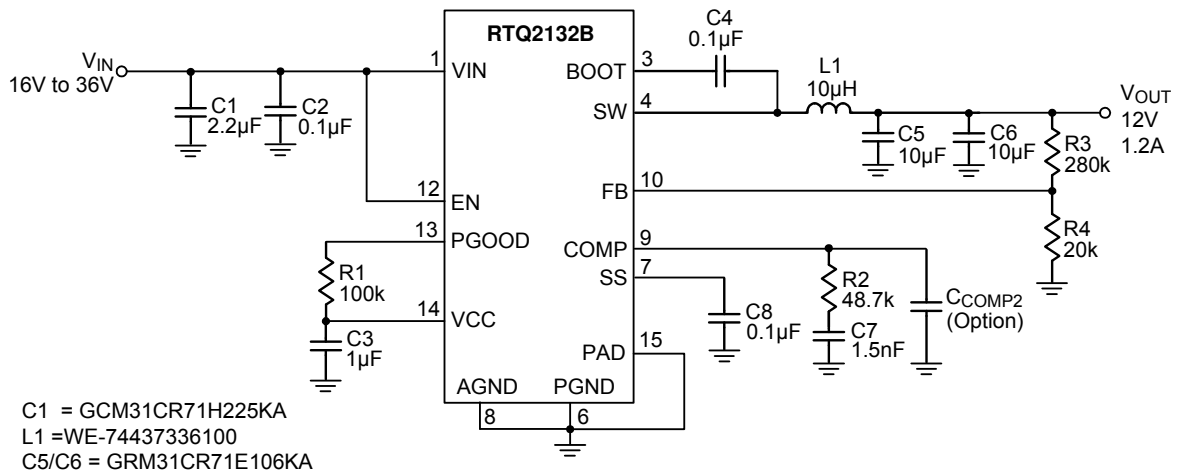 RTQ2132B
VIN
16V to 36V
1
VIN
C1
2.2µF
C2
0.1µF
12
EN
13
PGOOD
R1
100k
14
VCC
C3
1µF
AGND
8
PGND
6
PAD
15
BOOT
3
C4
0.1µF
SW
4
L1
10µH
VOUT
12V
1.2A
C5
10µF
C6
10µF
R3
280k
FB
10
R4
20k
COMP
9
SS
7
R2
48.7k
C7
1.5nF
CCOMP2
(Option)
C8
0.1µF
C1 = GCM31CR71H225KA
L1 =WE-74437336100
C5/C6 = GRM31CR71E106KA